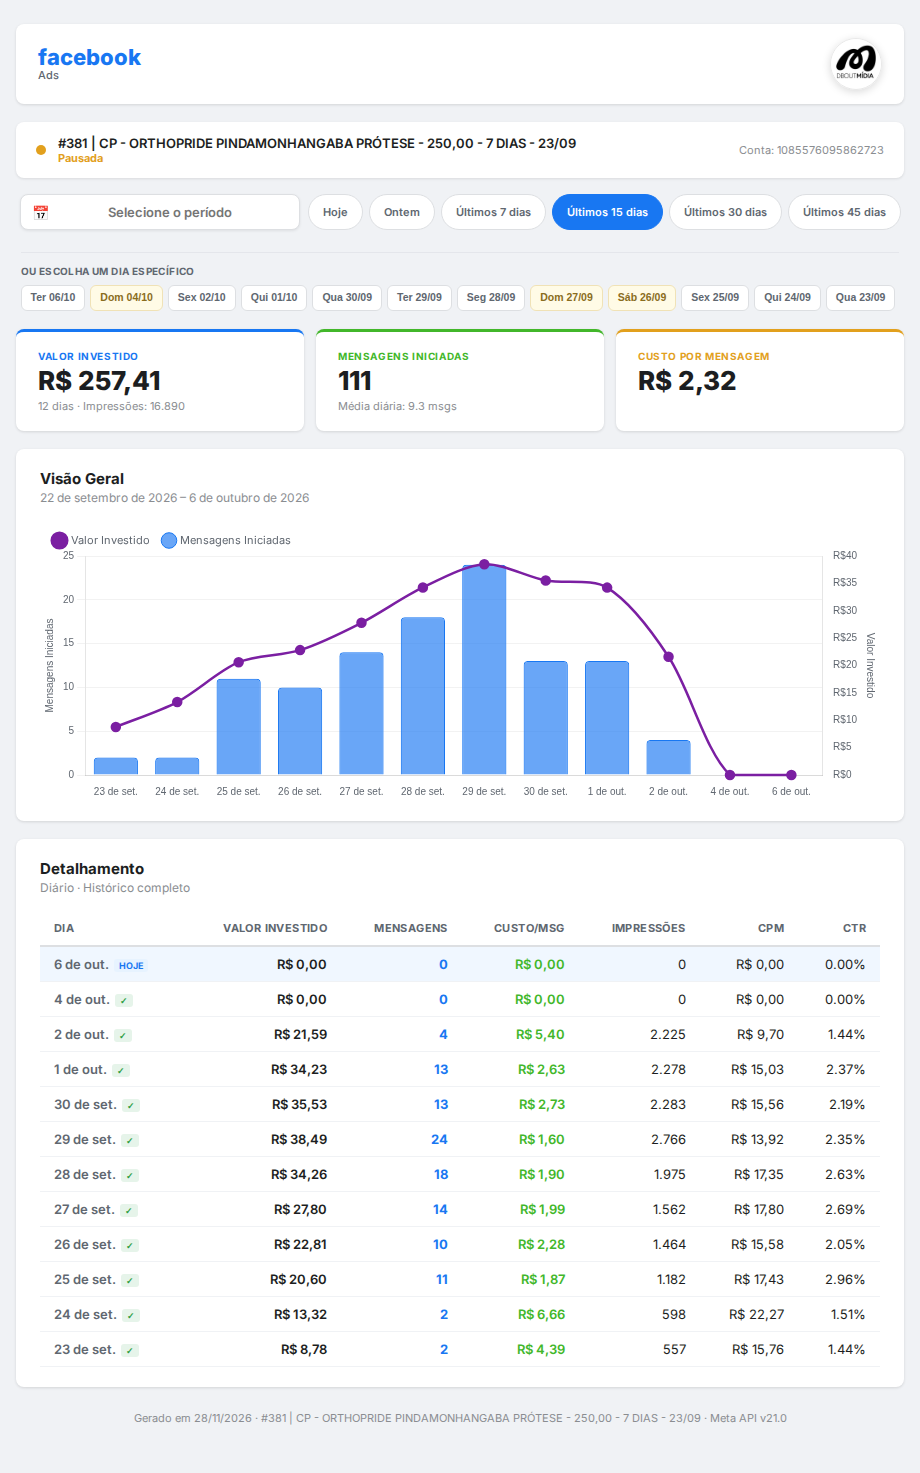 facebook
Ads
DBOUTMÍDIA
#381 | CP - ORTHOPRIDE PINDAMONHANGABA PRÓTESE - 250,00 - 7 DIAS - 23/09
Pausada
Conta: 1085576095862723
Selecione o período
Hoje
Ontem
Últimos 7 dias
Últimos 15 dias
Últimos 30 dias
Últimos 45 dias
OU ESCOLHA UM DIA ESPECÍFICO
Ter 06/10
Dom 04/10
Sex 02/10
Qui 01/10
Qua 30/09
Ter 29/09
Seg 28/09
Dom 27/09
Sáb 26/09
Sex 25/09
Qui 24/09
Qua 23/09
VALOR INVESTIDO
R$ 257,41
12 dias · Impressões: 16.890
MENSAGENS INICIADAS
111
Média diária: 9.3 msgs
CUSTO POR MENSAGEM
R$ 2,32
Visão Geral
22 de setembro de 2026 – 6 de outubro de 2026
Valor Investido
Mensagens Iniciadas
25
20
15
10
5
0
Mensagens Iniciadas
R$40
R$35
R$30
R$25
R$20
R$15
R$10
R$5
R$0
Valor Investido
23 de set. 24 de set. 25 de set. 26 de set. 27 de set. 28 de set. 29 de set. 30 de set. 1 de out. 2 de out. 4 de out. 6 de out.
Detalhamento
Diário · Histórico completo
DIA VALOR INVESTIDO MENSAGENS CUSTO/MSG IMPRESSÕES CPM CTR
6 de out. HOJE R$ 0,00 0 R$ 0,00 0 R$ 0,00 0.00%
4 de out. ✓ R$ 0,00 0 R$ 0,00 0 R$ 0,00 0.00%
2 de out. ✓ R$ 21,59 4 R$ 5,40 2.225 R$ 9,70 1.44%
1 de out. ✓ R$ 34,23 13 R$ 2,63 2.278 R$ 15,03 2.37%
30 de set. ✓ R$ 35,53 13 R$ 2,73 2.283 R$ 15,56 2.19%
29 de set. ✓ R$ 38,49 24 R$ 1,60 2.766 R$ 13,92 2.35%
28 de set. ✓ R$ 34,26 18 R$ 1,90 1.975 R$ 17,35 2.63%
27 de set. ✓ R$ 27,80 14 R$ 1,99 1.562 R$ 17,80 2.69%
26 de set. ✓ R$ 22,81 10 R$ 2,28 1.464 R$ 15,58 2.05%
25 de set. ✓ R$ 20,60 11 R$ 1,87 1.182 R$ 17,43 2.96%
24 de set. ✓ R$ 13,32 2 R$ 6,66 598 R$ 22,27 1.51%
23 de set. ✓ R$ 8,78 2 R$ 4,39 557 R$ 15,76 1.44%
Gerado em 28/11/2026 · #381 | CP - ORTHOPRIDE PINDAMONHANGABA PRÓTESE - 250,00 - 7 DIAS - 23/09 · Meta API v21.0